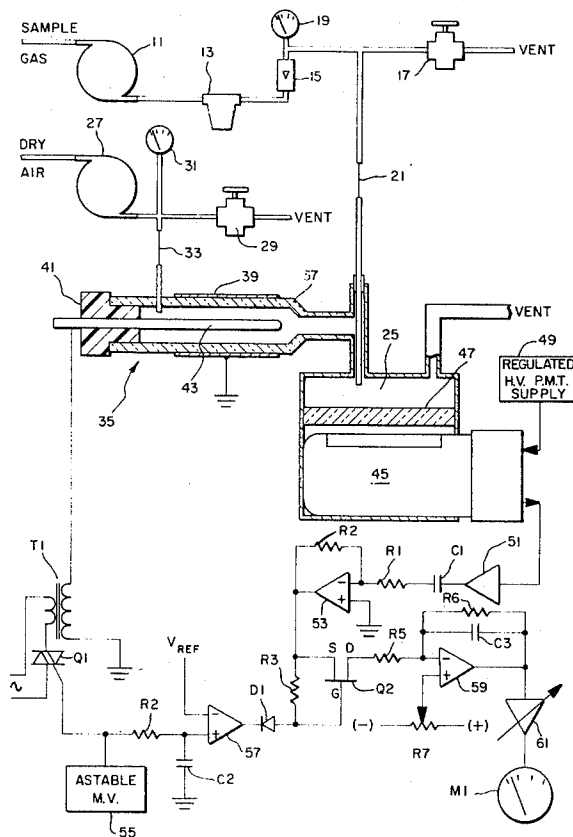 SAMPLE
GAS
11
13
19
15
17
VENT
DRY
AIR
27
31
29
VENT
33
21
41
39
67
43
35
25
VENT
47
49
REGULATED
H.V. P.M.T.
SUPPLY
45
T1
Q1
R2
R1
C1
51
53
R6
C3
R5
S D
G
Q2
R3
59
VREF
D1
(-)
(+)
R7
61
R2
57
C2
ASTABLE
M.V.
55
M1